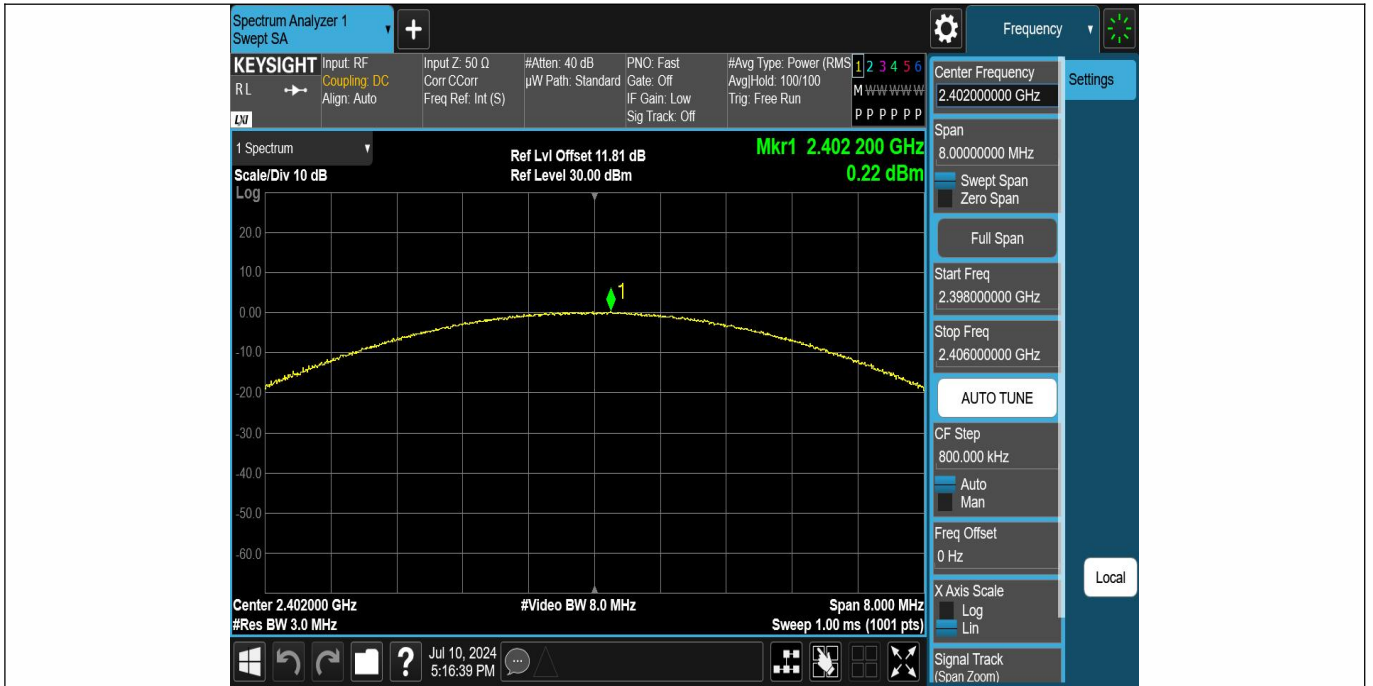 Spectrum Analyzer 1
Swept SA
+
Frequency
KEYSIGHT
RL
LXI
Input: RF
Coupling: DC
Align: Auto
Input Z: 50 Ω
Corr CCorr
Freq Ref: Int (S)
#Atten: 40 dB
µW Path: Standard
PNO: Fast
Gate: Off
IF Gain: Low
Sig Track: Off
#Avg Type: Power (RMS
Avg|Hold: 100/100
Trig: Free Run
1 2 3 4 5 6
M W W W W W
P P P P P P
1 Spectrum
Scale/Div 10 dB
Ref Lvl Offset 11.81 dB
Ref Level 30.00 dBm
Mkr1 2.402 200 GHz
0.22 dBm
Log
20.0
10.0
0.00
-10.0
-20.0
-30.0
-40.0
-50.0
-60.0
1
Center 2.402000 GHz
#Res BW 3.0 MHz
#Video BW 8.0 MHz
Span 8.000 MHz
Sweep 1.00 ms (1001 pts)
?
Jul 10, 2024
5:16:39 PM
Center Frequency
2.402000000 GHz
Settings
Span
8.00000000 MHz
Swept Span
Zero Span
Full Span
Start Freq
2.398000000 GHz
Stop Freq
2.406000000 GHz
AUTO TUNE
CF Step
800.000 kHz
Auto
Man
Freq Offset
0 Hz
Local
X Axis Scale
Log
Lin
Signal Track
(Span Zoom)